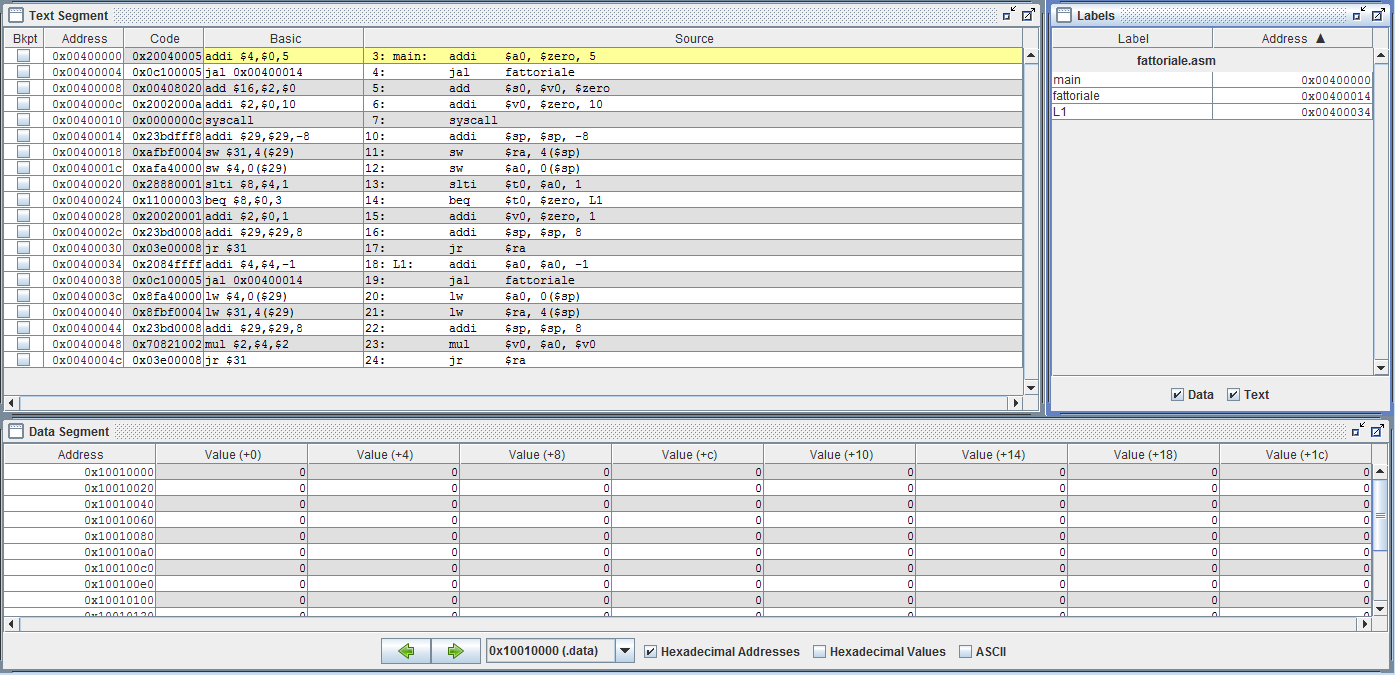 Text Segment
Bkpt Address Code Basic Source
0x00400000 0x20040005 addi $4,$0,5 3: main: addi $a0, $zero, 5
0x00400004 0x0c100005 jal 0x00400014 4: jal fattoriale
0x00400008 0x00408020 add $16,$2,$0 5: add $s0, $v0, $zero
0x0040000c 0x2002000a addi $2,$0,10 6: addi $v0, $zero, 10
0x00400010 0x0000000c syscall 7: syscall
0x00400014 0x23bdfff8 addi $29,$29,-8 10: addi $sp, $sp, -8
0x00400018 0xafbf0004 sw $31,4($29) 11: sw $ra, 4($sp)
0x0040001c 0xafa40000 sw $4,0($29) 12: sw $a0, 0($sp)
0x00400020 0x28880001 slti $8,$4,1 13: slti $t0, $a0, 1
0x00400024 0x11000003 beq $8,$0,3 14: beq $t0, $zero, L1
0x00400028 0x20020001 addi $2,$0,1 15: addi $v0, $zero, 1
0x0040002c 0x23bd0008 addi $29,$29,8 16: addi $sp, $sp, 8
0x00400030 0x03e00008 jr $31 17: jr $ra
0x00400034 0x2084ffff addi $4,$4,-1 18: L1: addi $a0, $a0, -1
0x00400038 0x0c100005 jal 0x00400014 19: jal fattoriale
0x0040003c 0x8fa40000 lw $4,0($29) 20: lw $a0, 0($sp)
0x00400040 0x8fbf0004 lw $31,4($29) 21: lw $ra, 4($sp)
0x00400044 0x23bd0008 addi $29,$29,8 22: addi $sp, $sp, 8
0x00400048 0x70821002 mul $2,$4,$2 23: mul $v0, $a0, $v0
0x0040004c 0x03e00008 jr $31 24: jr $ra
Labels
Label Address ▲
fattoriale.asm
main 0x00400000
fattoriale 0x00400014
L1 0x00400034
Data Text
Data Segment
Address Value (+0) Value (+4) Value (+8) Value (+c) Value (+10) Value (+14) Value (+18) Value (+1c)
0x10010000 0 0 0 0 0 0 0 0
0x10010020 0 0 0 0 0 0 0 0
0x10010040 0 0 0 0 0 0 0 0
0x10010060 0 0 0 0 0 0 0 0
0x10010080 0 0 0 0 0 0 0 0
0x100100a0 0 0 0 0 0 0 0 0
0x100100c0 0 0 0 0 0 0 0 0
0x100100e0 0 0 0 0 0 0 0 0
0x10010100 0 0 0 0 0 0 0 0
0x10010120 0 0 0 0 0 0 0 0
0x10010000 (.data) Hexadecimal Addresses Hexadecimal Values ASCII